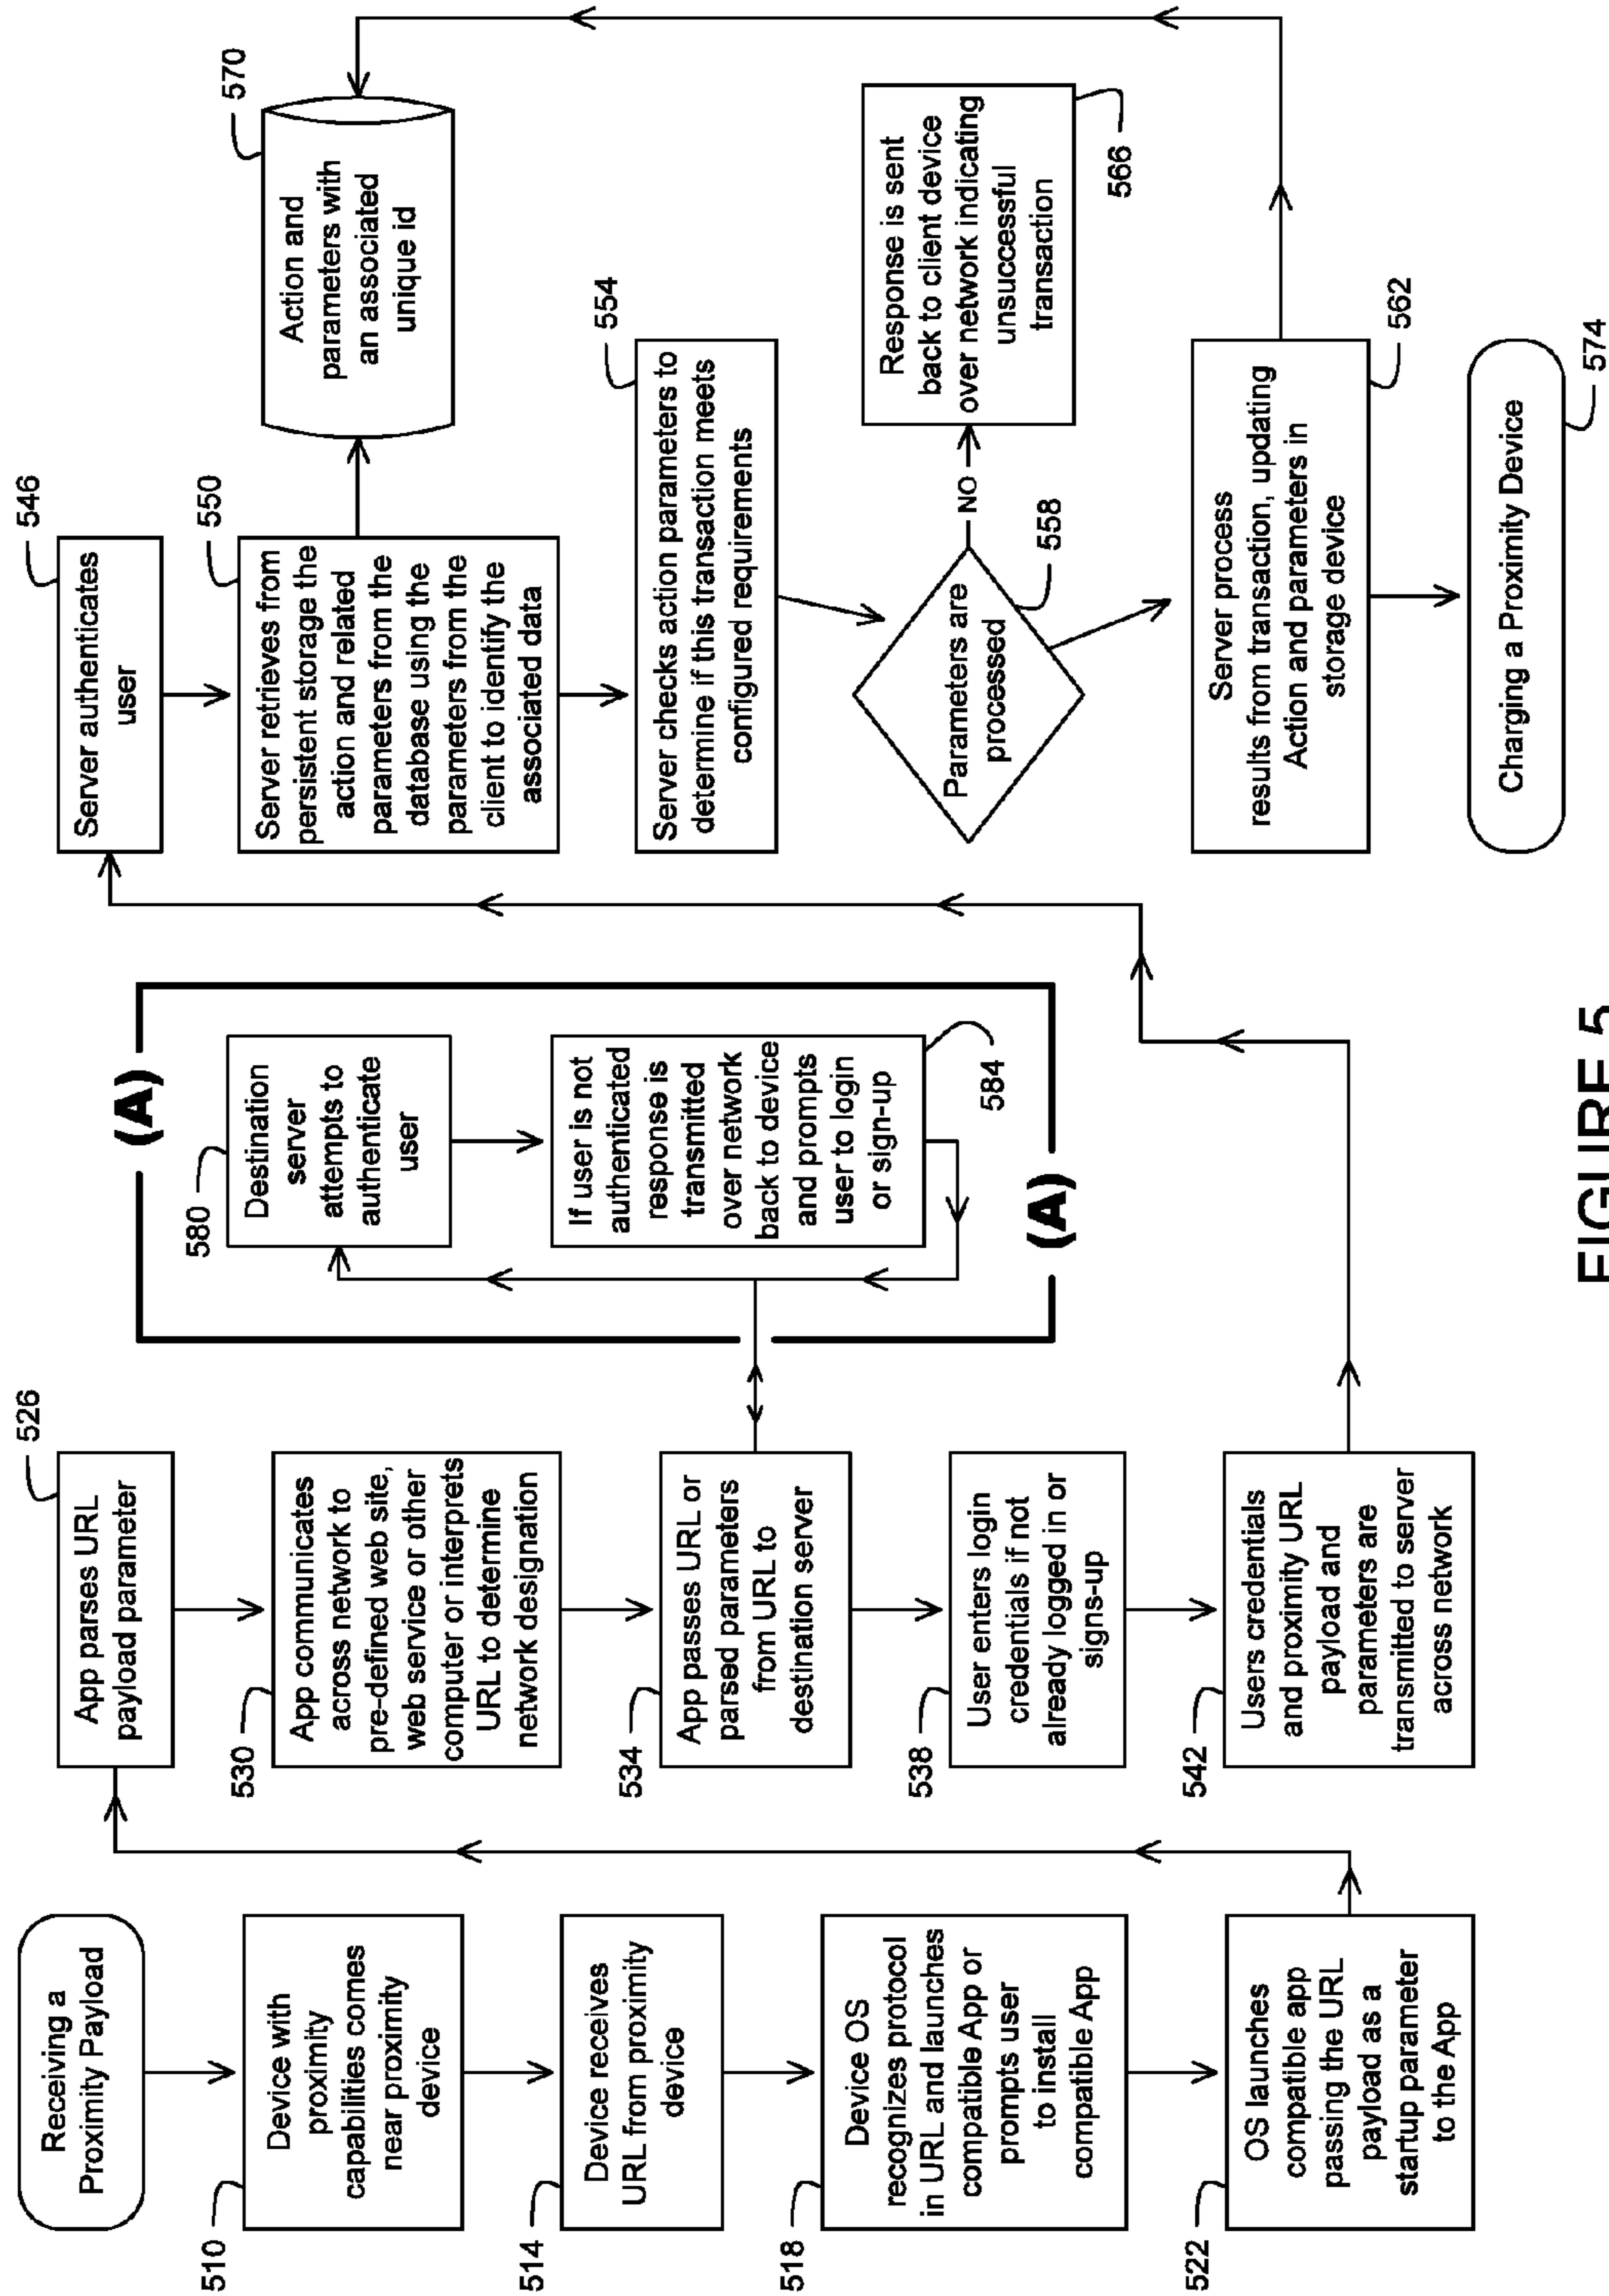 Receiving a
Proximity Payload
510
Device with
proximity
capabilities comes
near proximity
device
514
Device receives
URL from proximity
device
518
Device OS
recognizes protocol
in URL and launches
compatible App or
prompts user
to install
compatible App
522
OS launches
compatible app
passing the URL
payload as a
startup parameter
to the App
526
App parses URL
payload parameter
530
App communicates
across network to
pre-defined web site,
web service or other
computer or interprets
URL to determine
network designation
534
App passes URL or
parsed parameters
from URL to
destination server
538
User enters login
credentials if not
already logged in or
signs-up
542
Users credentials
and proximity URL
payload and
parameters are
transmitted to server
across network
(A)
580
Destination
server
attempts to
authenticate
user
If user is not
authenticated
response is
transmitted
over network
back to device
and prompts
user to login
or sign-up
584
(A)
546
Server authenticates
user
550
Server retrieves from
persistent storage the
action and related
parameters from the
database using the
parameters from the
client to identify the
associated data
570
Action and
parameters with
an associated
unique id
554
Server checks action parameters to
determine if this transaction meets
configured requirements
Parameters are
processed
558
NO
Response is sent
back to client device
over network indicating
unsuccessful
transaction
566
Server process
results from transaction, updating
Action and parameters in
storage device
562
Charging a Proximity Device
574
FIGURE 5